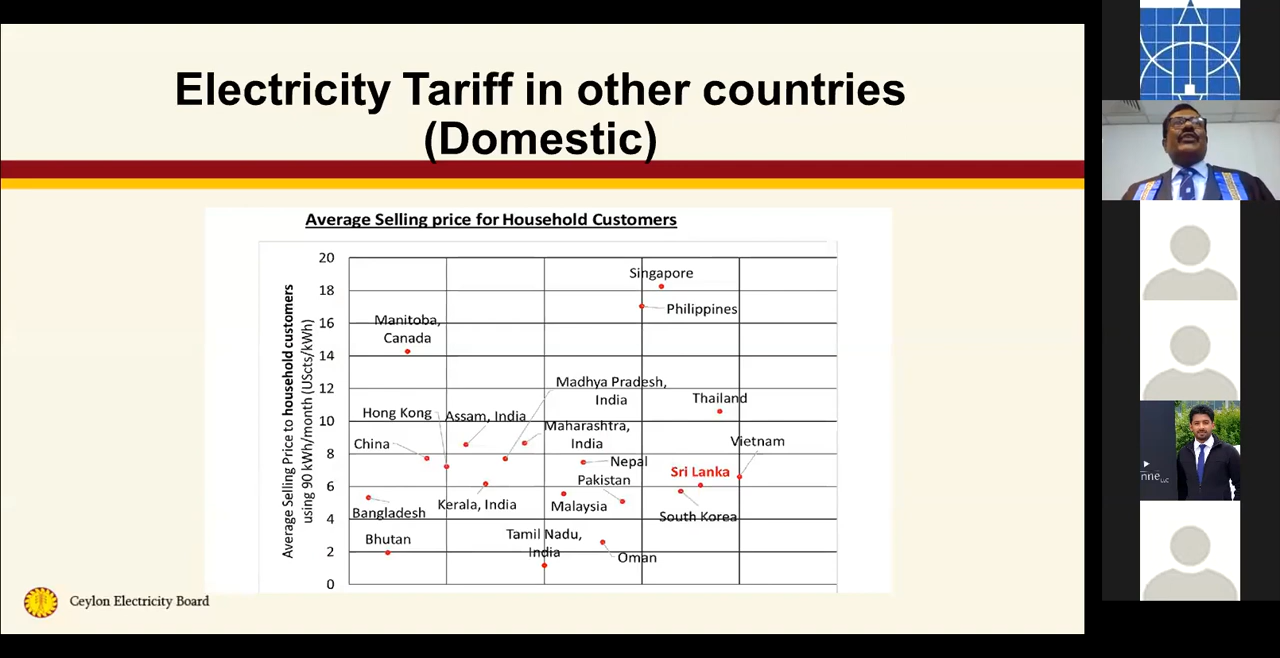 Electricity Tariff in other countries
(Domestic)
Average Selling price for Household Customers
Average Selling Price to household customers
using 90 kWh/month (UScts/kWh)
20
18
16
14
12
10
8
6
4
2
0
Singapore
Philippines
Manitoba,
Canada
Madhya Pradesh,
India
Thailand
Hong Kong
Assam, India
Maharashtra,
India
China
Vietnam
Nepal
Sri Lanka
Pakistan
Kerala, India
Malaysia
Bangladesh
South Korea
Bhutan
Tamil Nadu,
India
Oman
Ceylon Electricity Board
nne LLC